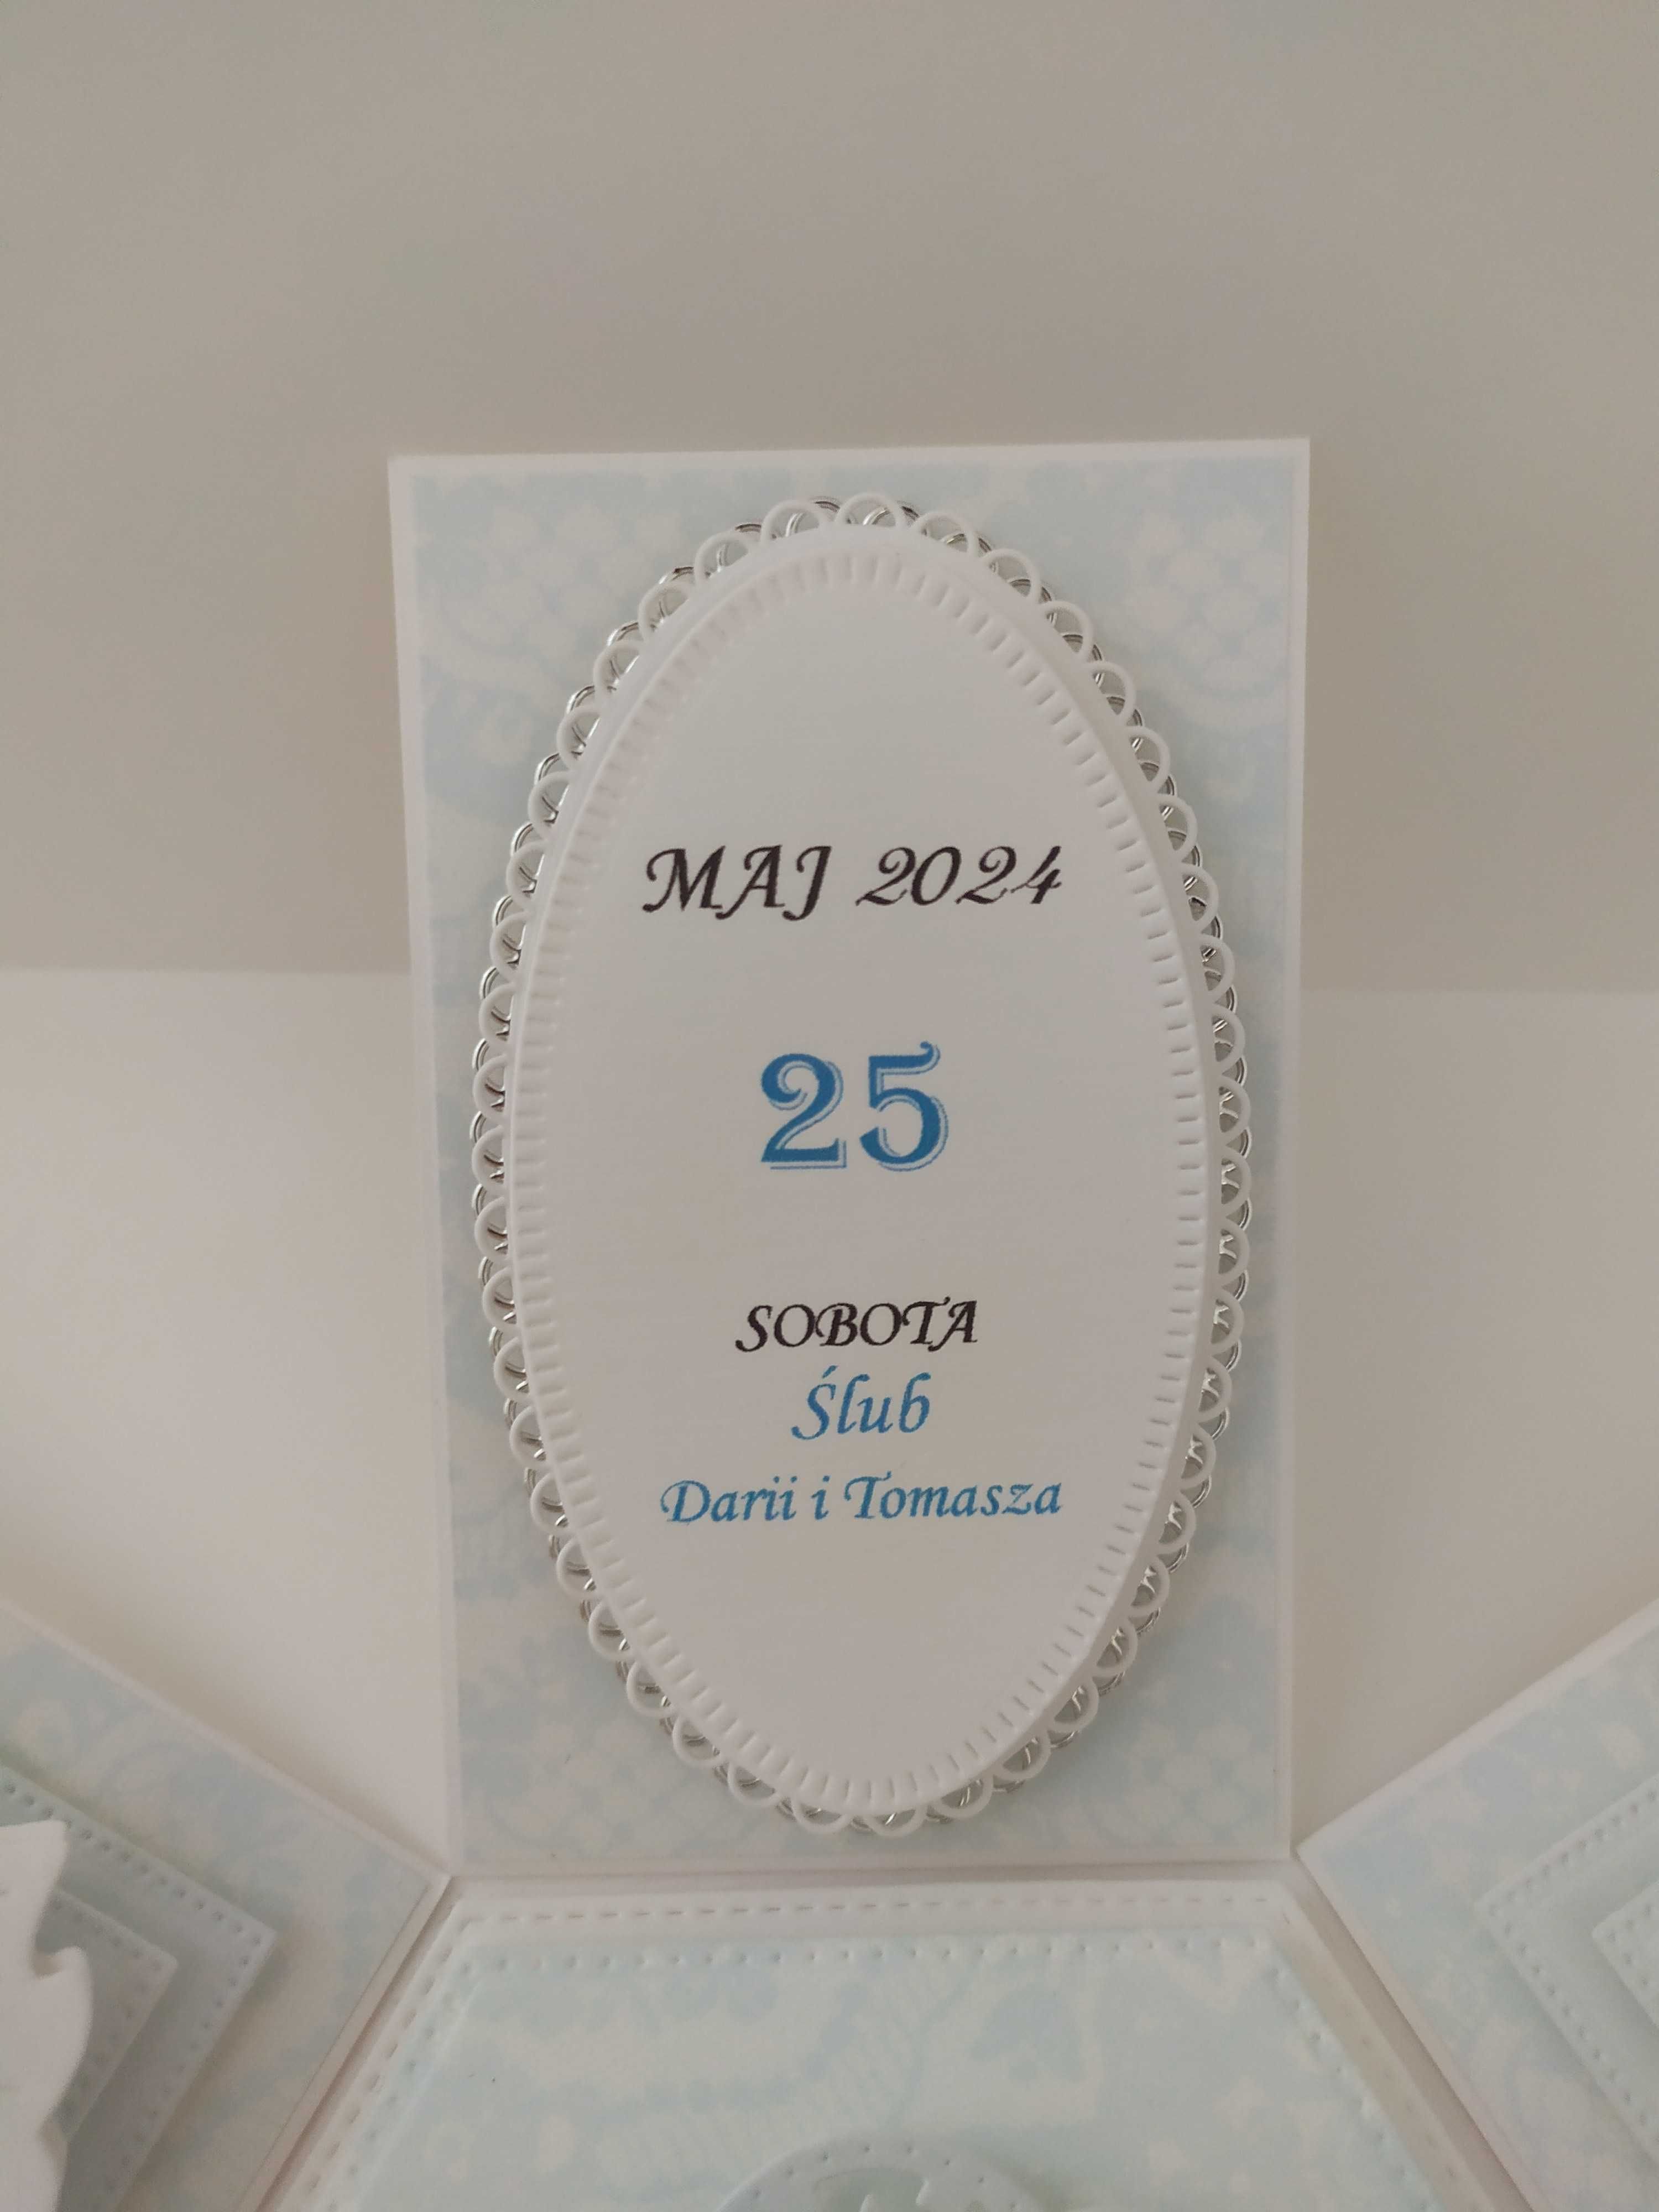 MAJ 2024
25
SOBOTA
Ślub
Darii i Tomasza